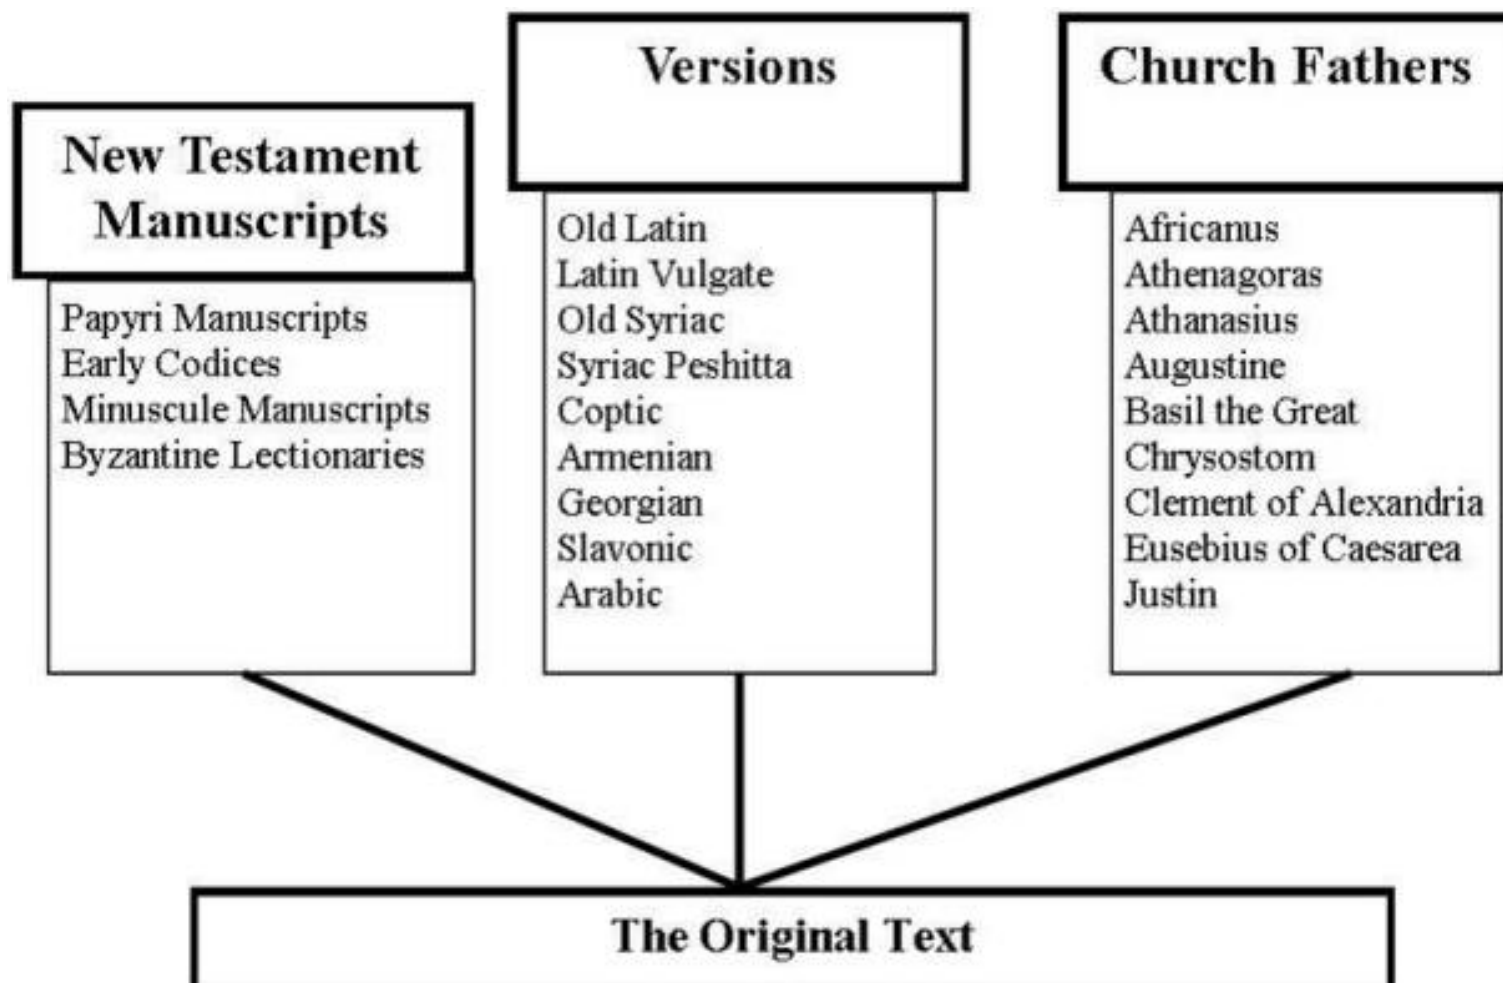 New Testament
Manuscripts
Papyri Manuscripts
Early Codices
Minuscule Manuscripts
Byzantine Lectionaries
Versions
Old Latin
Latin Vulgate
Old Syriac
Syriac Peshitta
Coptic
Armenian
Georgian
Slavonic
Arabic
Church Fathers
Africanus
Athenagoras
Athanasius
Augustine
Basil the Great
Chrysostom
Clement of Alexandria
Eusebius of Caesarea
Justin
The Original Text